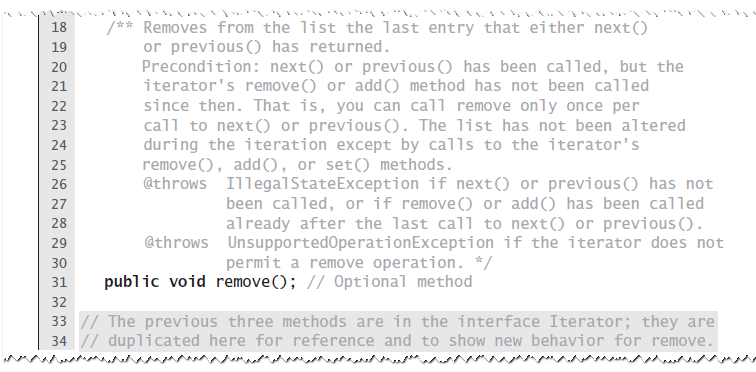 18 /** Removes from the list the last entry that either next()
19 or previous() has returned.
20 Precondition: next() or previous() has been called, but the
21 iterator's remove() or add() method has not been called
22 since then. That is, you can call remove only once per
23 call to next() or previous(). The list has not been altered
24 during the iteration except by calls to the iterator's
25 remove(), add(), or set() methods.
26 @throws IllegalStateException if next() or previous() has not
27 been called, or if remove() or add() has been called
28 already after the last call to next() or previous().
29 @throws UnsupportedOperationException if the iterator does not
30 permit a remove operation. */
31 public void remove(); // Optional method
32
33 // The previous three methods are in the interface Iterator; they are
34 // duplicated here for reference and to show new behavior for remove.